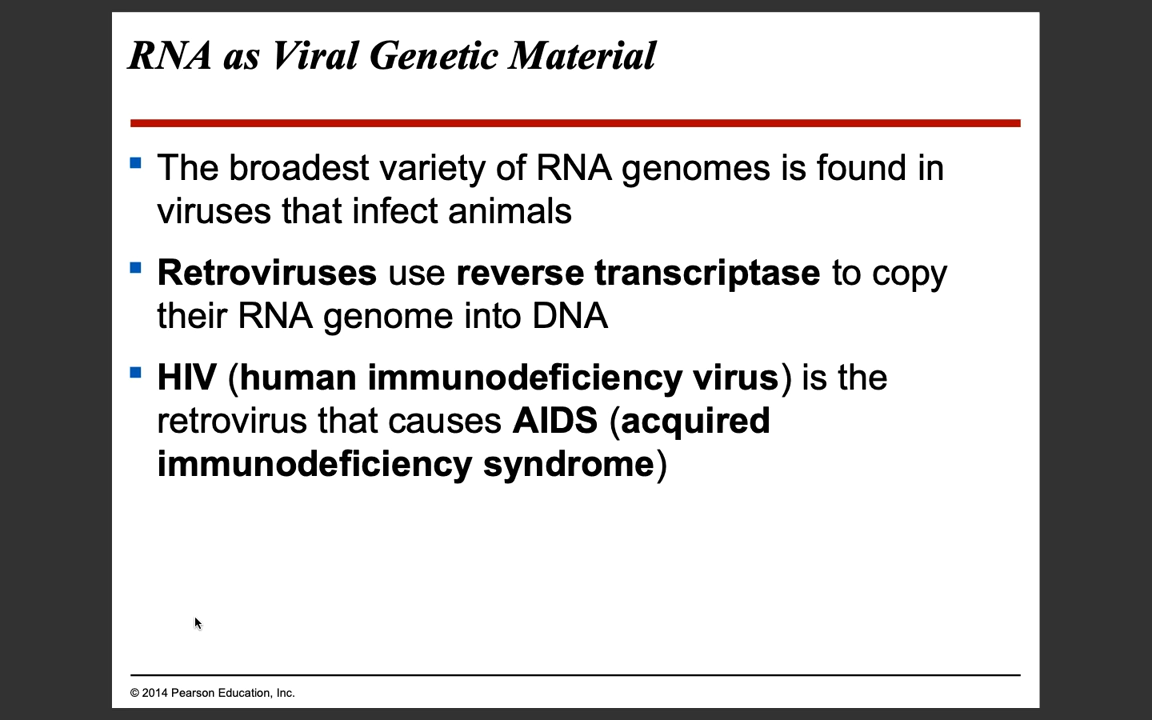 RNA as Viral Genetic Material
The broadest variety of RNA genomes is found in
viruses that infect animals
Retroviruses use reverse transcriptase to copy
their RNA genome into DNA
HIV (human immunodeficiency virus) is the
retrovirus that causes AIDS (acquired
immunodeficiency syndrome)
© 2014 Pearson Education, Inc.